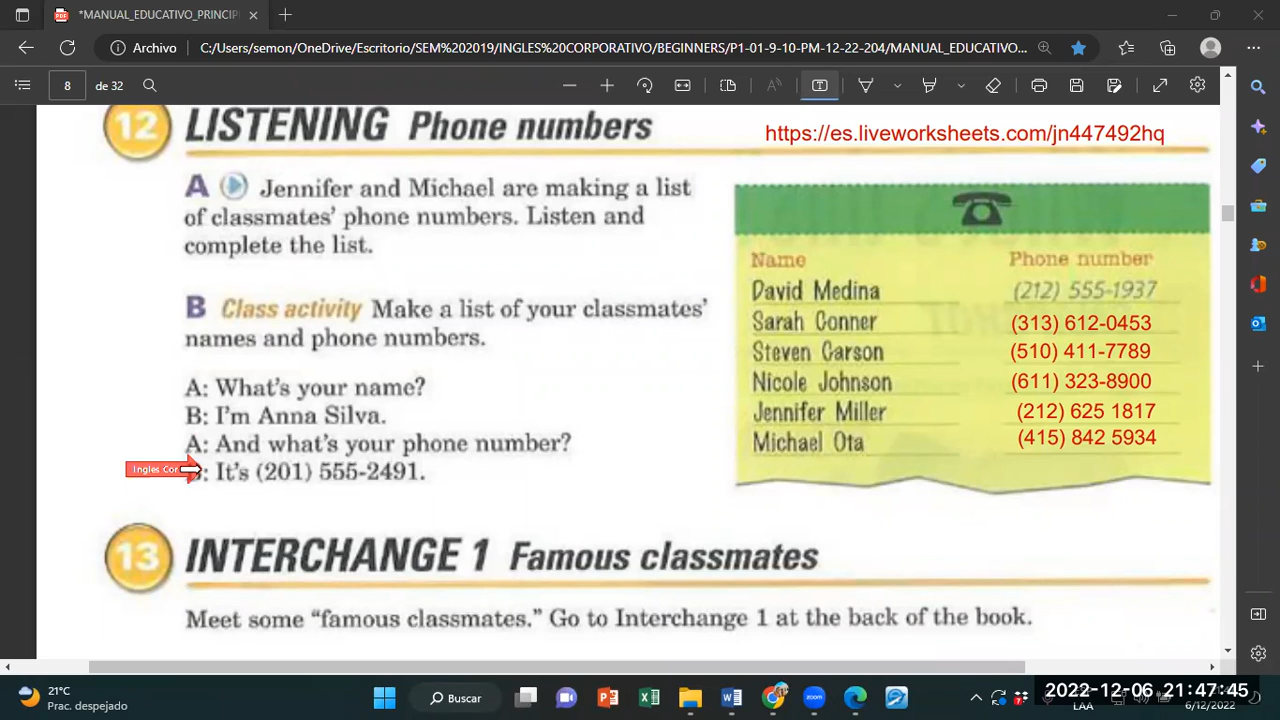 *MANUAL_EDUCATIVO_PRINCIPI
Archivo
C:/Users/semon/OneDrive/Escritorio/SEM%202019/INGLES%20CORPORATIVO/BEGINNERS/P1-01-9-10-PM-12-22-204/MANUAL_EDUCATIVO...
8
de 32
12 LISTENING Phone numbers
https://es.liveworksheets.com/jn447492hq
A Jennifer and Michael are making a list
of classmates' phone numbers. Listen and
complete the list.
B Class activity Make a list of your classmates'
names and phone numbers.
A: What's your name?
B: I'm Anna Silva.
A: And what's your phone number?
Ingles Cor
: It's (201) 555-2491.
Name Phone number
David Medina (212) 555-1937
Sarah Conner (313) 612-0453
Steven Carson (510) 411-7789
Nicole Johnson (611) 323-8900
Jennifer Miller (212) 625 1817
Michael Ota (415) 842 5934
13 INTERCHANGE 1 Famous classmates
Meet some "famous classmates." Go to Interchange 1 at the back of the book.
21°C
Prac. despejado
Buscar
2022-12-06 21:47:45
LAA
6/12/2022